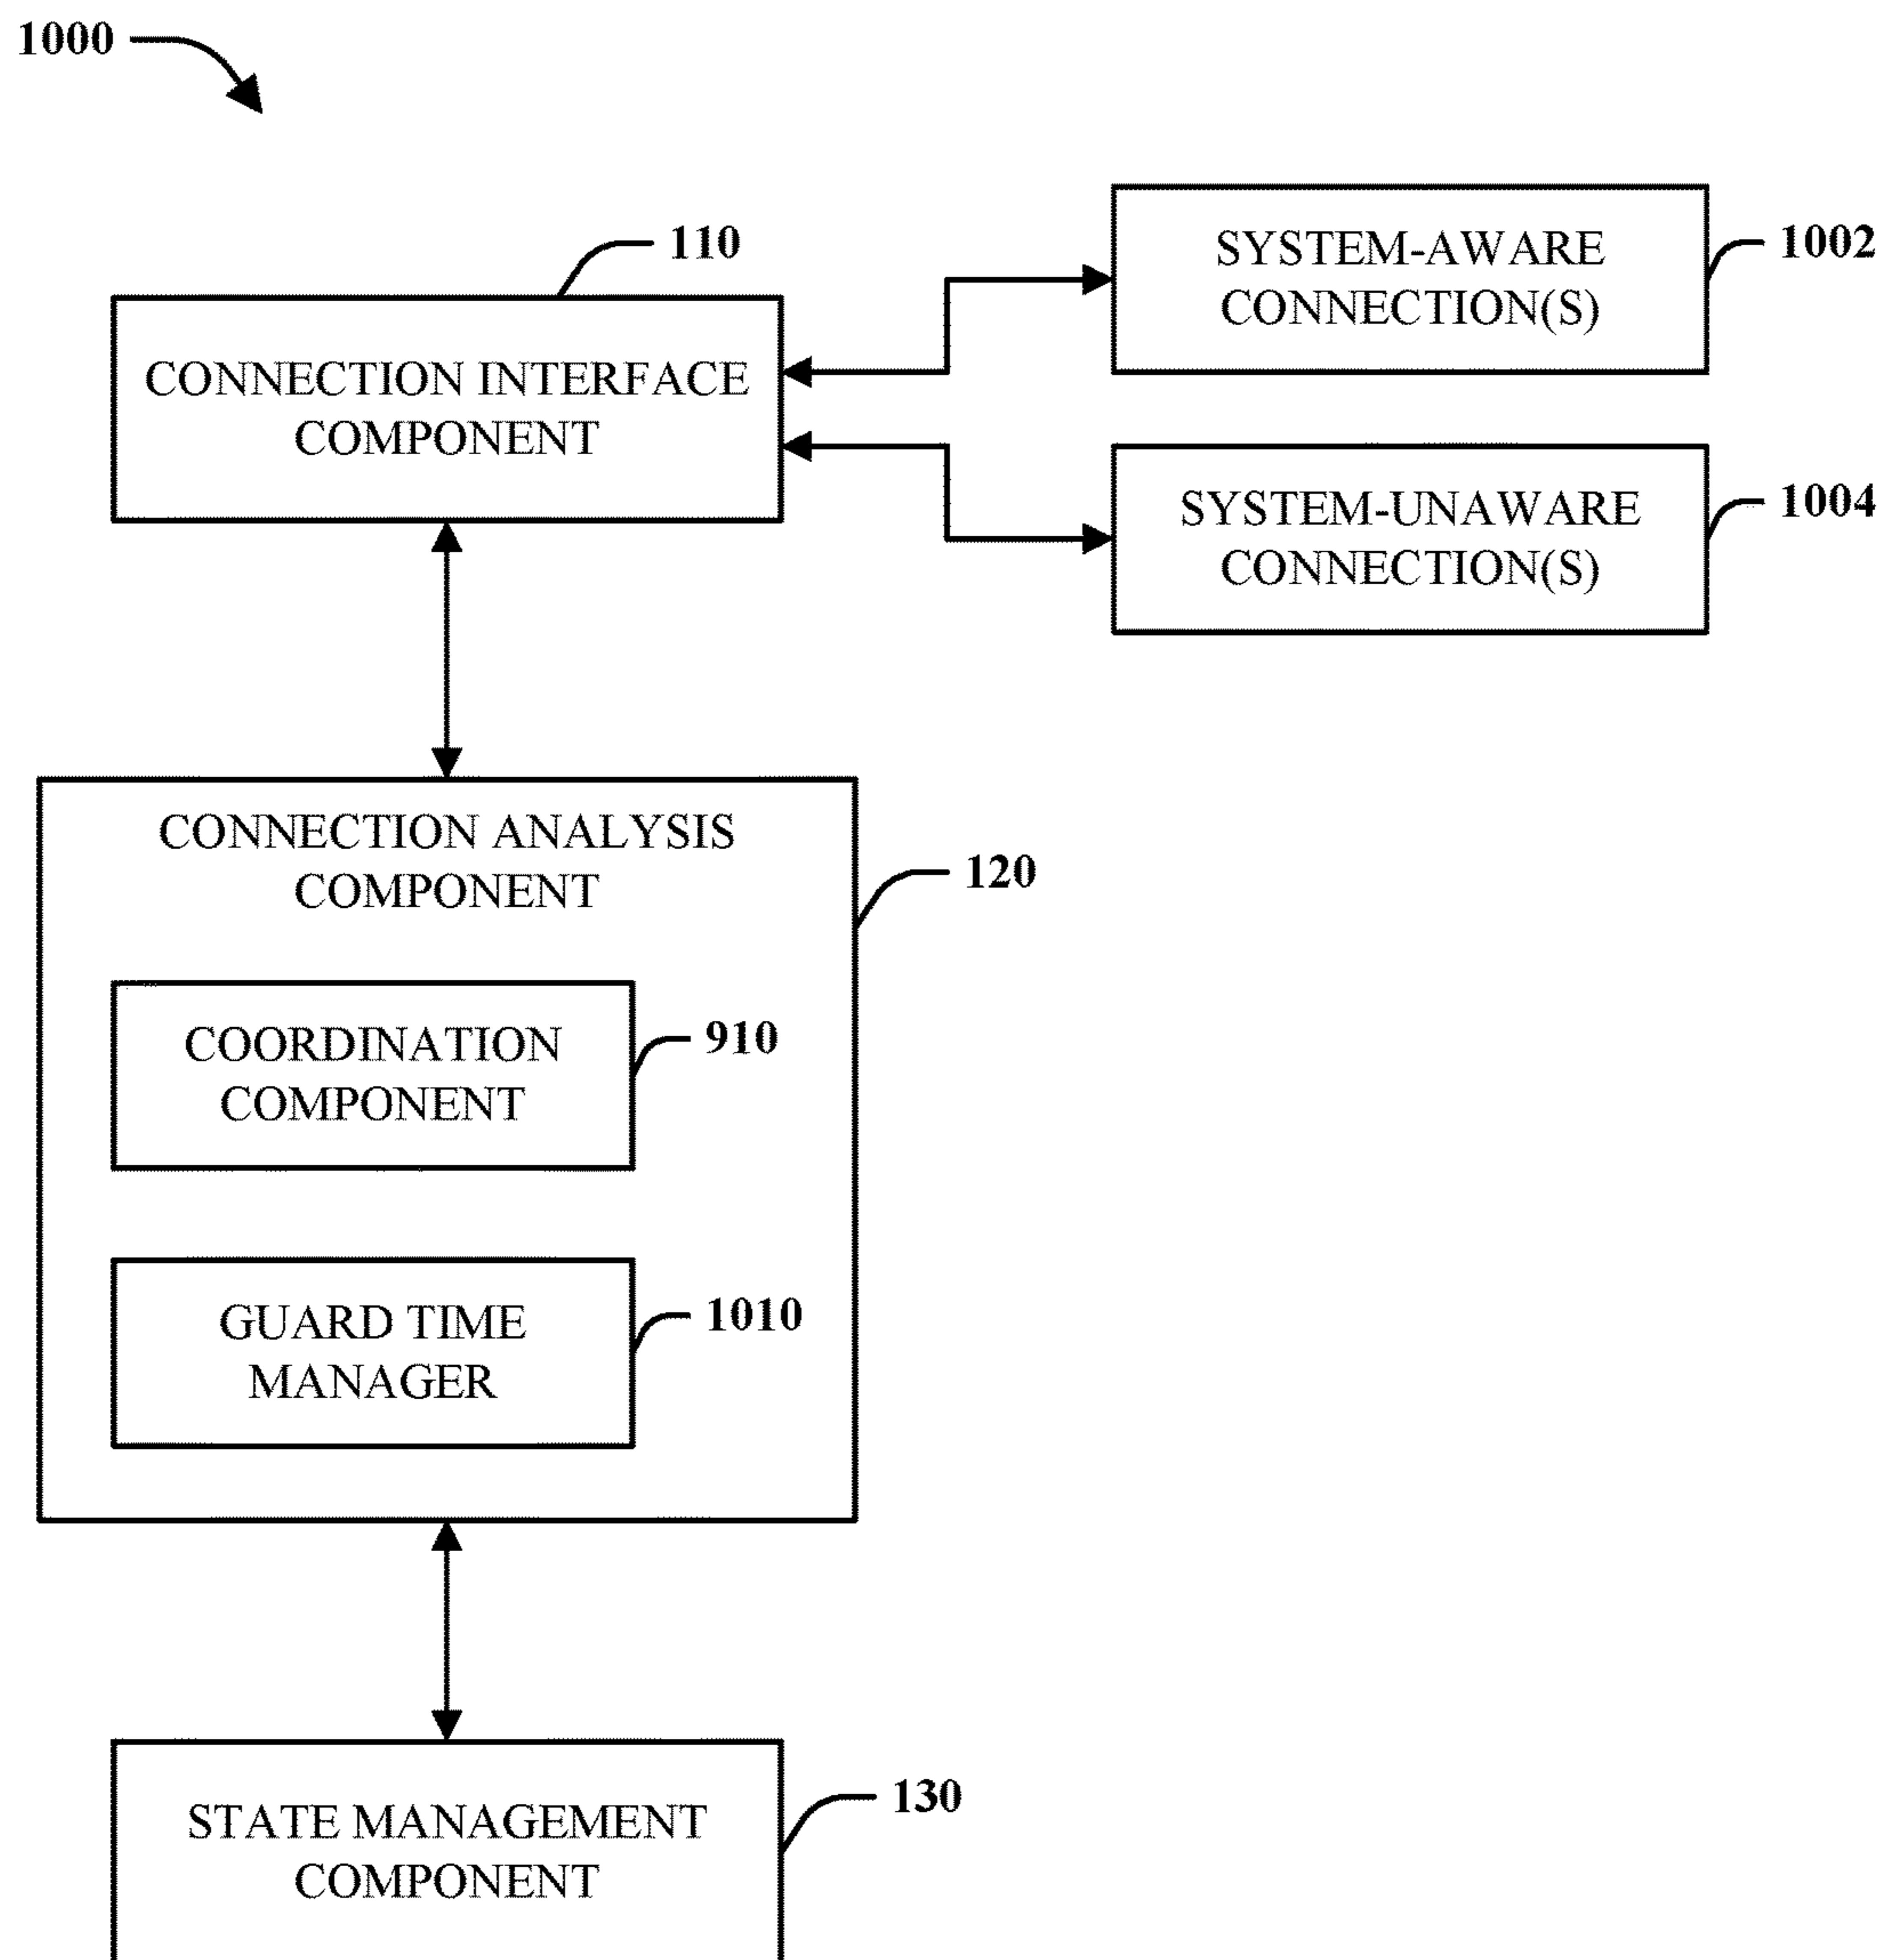 1000
110
SYSTEM-AWARE
CONNECTION(S)
1002
CONNECTION INTERFACE
COMPONENT
SYSTEM-UNAWARE
CONNECTION(S)
1004
CONNECTION ANALYSIS
COMPONENT
120
COORDINATION
COMPONENT
910
GUARD TIME
MANAGER
1010
STATE MANAGEMENT
COMPONENT
130